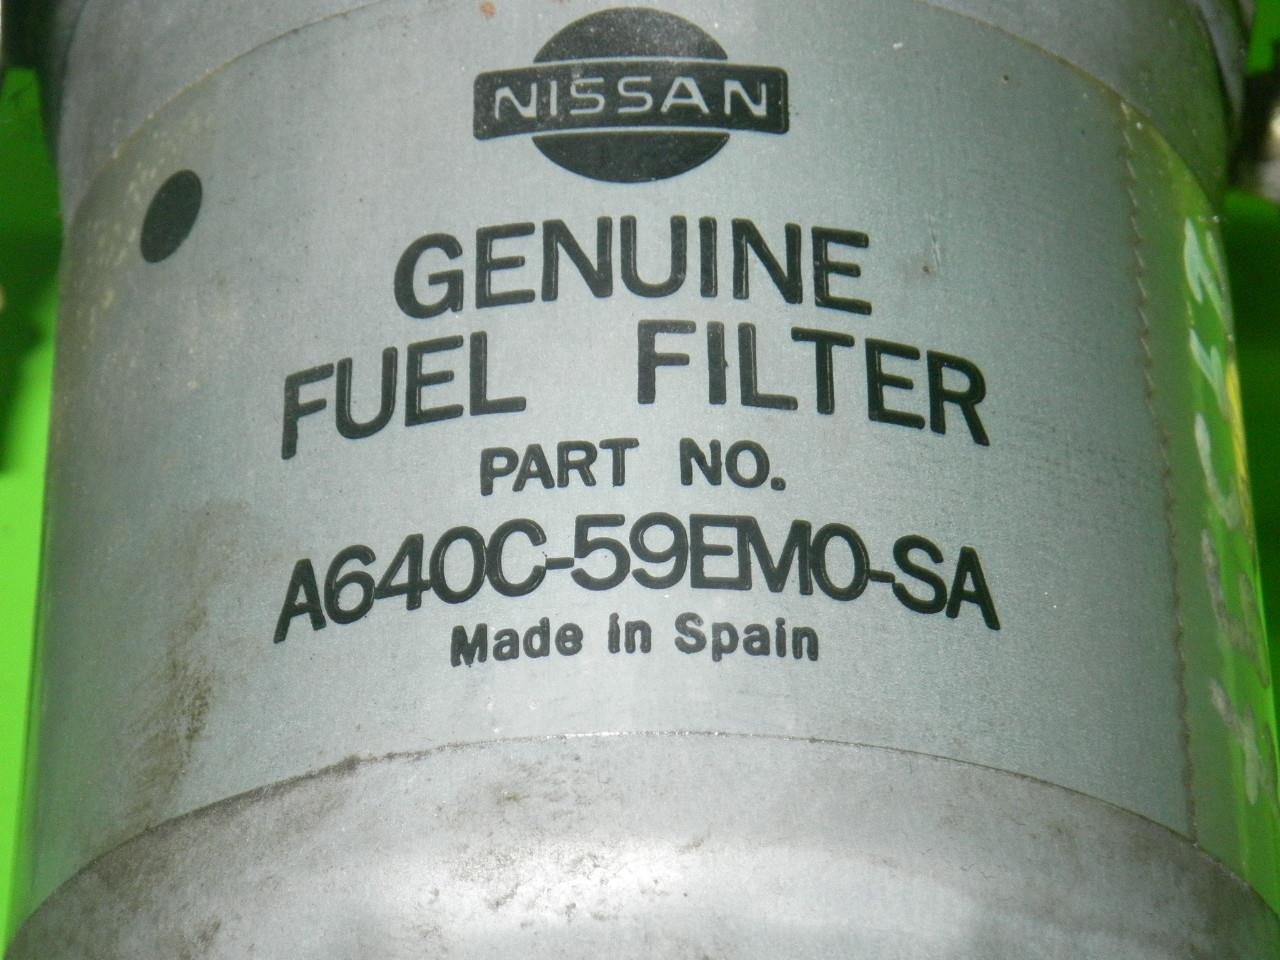 NISSAN
GENUINE
FUEL FILTER
PART NO.
A640C-59EM0-SA
Made in Spain